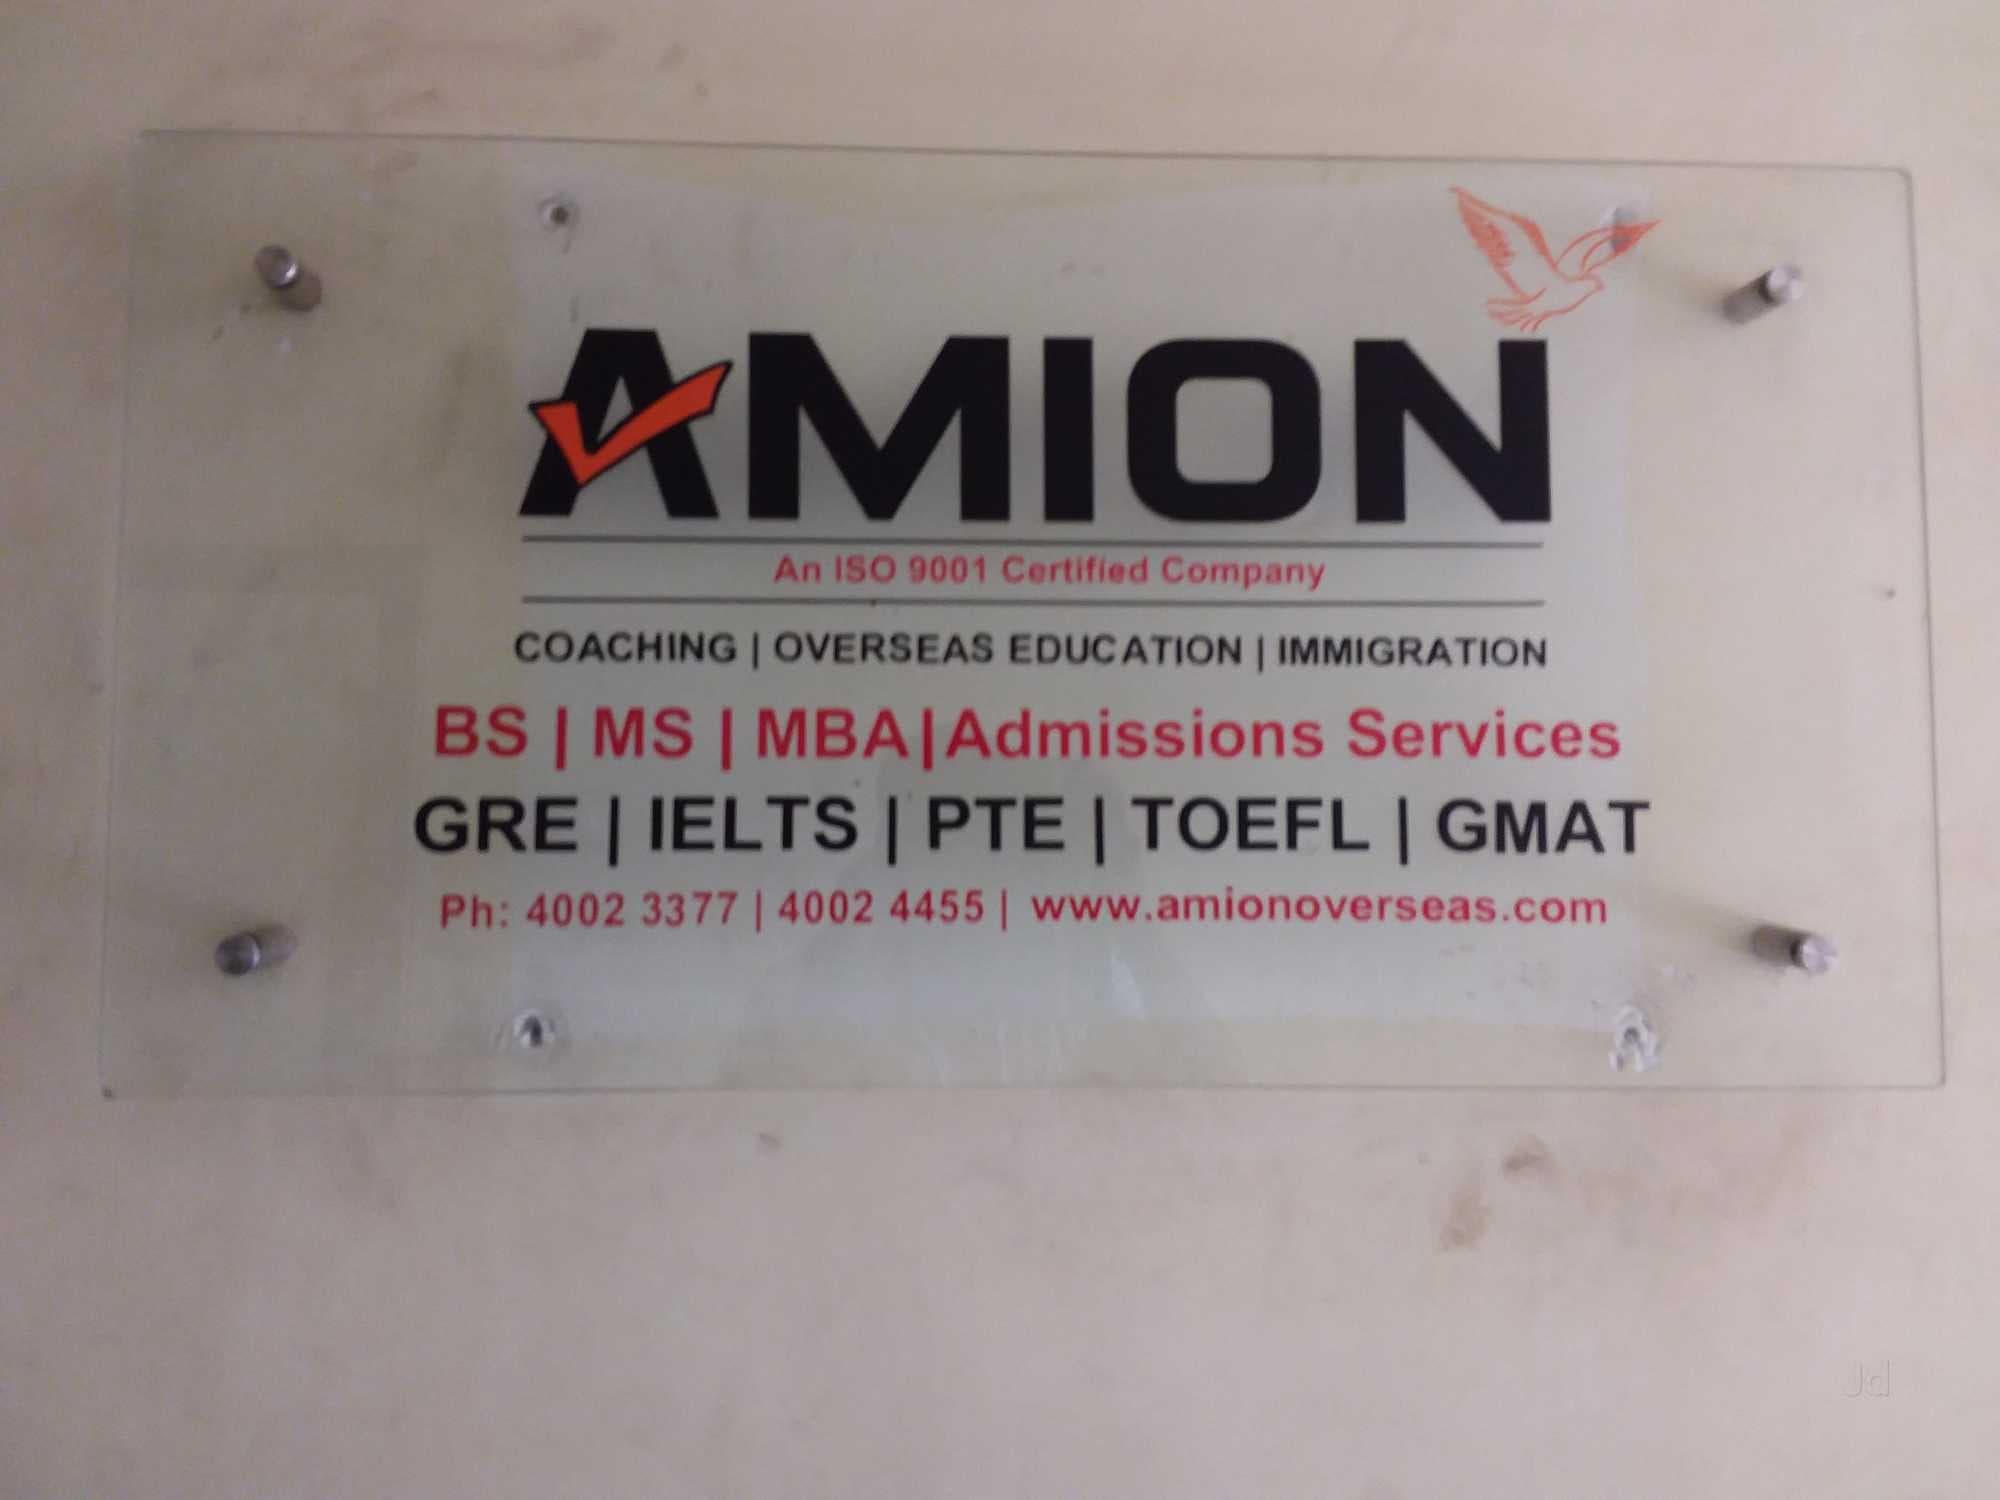 AMION
An ISO 9001 Certified Company
COACHING | OVERSEAS EDUCATION | IMMIGRATION
BS | MS | MBA|Admissions Services
GRE | IELTS | PTE | TOEFL | GMAT
Ph: 4002 3377 | 4002 4455 | www.amionoverseas.com
Jd